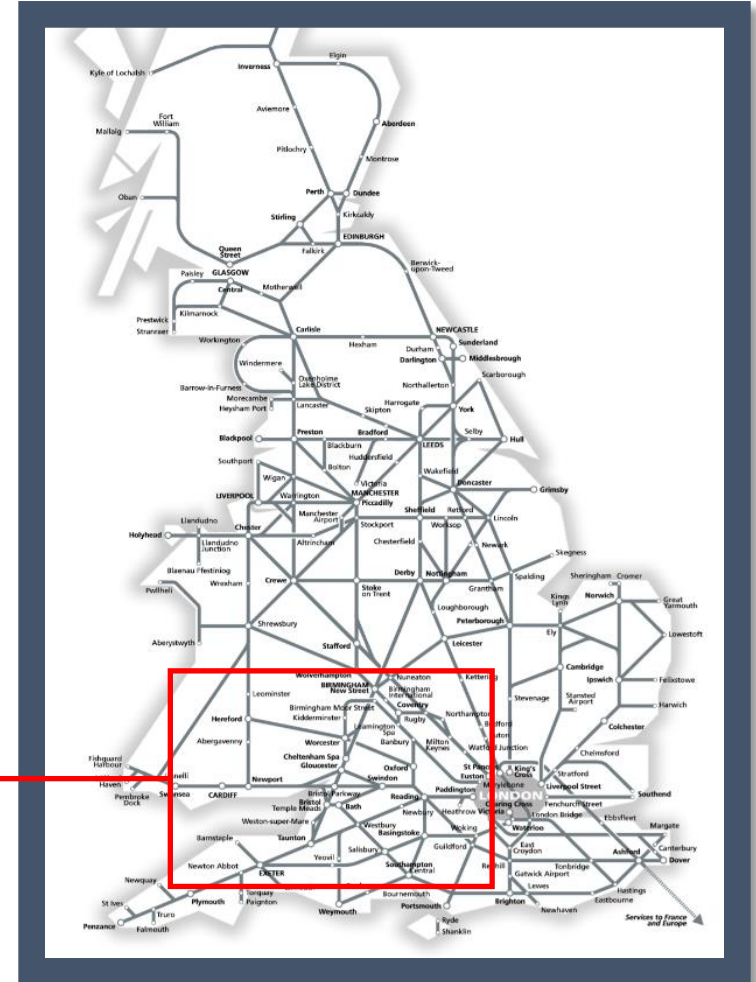 Elgin
Inverness
Kyle of Lochalsh
Aviemore
Fort
William
Mallaig
Aberdeen
Pitlochry
Montrose
Perth
Dundee
Oban
Stirling
Kirkcaldy
EDINBURGH
Queen
Street
Falkirk
Berwick-
upon-Tweed
Paisley
GLASGOW
Central
Motherwell
Prestwick
Kilmarnock
Stranraer
Carlisle
NEWCASTLE
Workington
Hexham
Sunderland
Durham
Darlington
Middlesbrough
Windermere
Scarborough
Oxenholme
Lake District
Barrow-in-Furness
Northallerton
Morecambe
Lancaster
Harrogate
York
Heysham Port
Skipton
Blackpool
Preston
Bradford
LEEDS
Selby
Hull
Blackburn
Huddersfield
Southport
Bolton
Wakefield
Wigan
Victoria
Doncaster
LIVERPOOL
Warrington
MANCHESTER
Piccadilly
Grimsby
Manchester
Airport
Sheffield
Retford
Lincoln
Llandudno
Chester
Stockport
Worksop
Holyhead
Llandudno
Junction
Altrincham
Chesterfield
Newark
Skegness
Blaenau Ffestiniog
Derby
Nottingham
Pwllheli
Wrexham
Crewe
Stoke
on Trent
Grantham
Spalding
Sheringham
Cromer
Loughborough
Kings
Lynn
Norwich
Great
Yarmouth
Shrewsbury
Peterborough
Ely
Aberystwyth
Stafford
Leicester
Lowestoft
Wolverhampton
Nuneaton
Kettering
Cambridge
BIRMINGHAM
New Street
Birmingham
International
Ipswich
Felixstowe
Leominster
Birmingham Moor Street
Coventry
Stevenage
Stansted
Airport
Harwich
Hereford
Kidderminster
Rugby
Northampton
Leamington
Spa
Bedford
Colchester
Abergavenny
Worcester
Banbury
Milton
Keynes
Luton
Watford Junction
Chelmsford
Cheltenham Spa
Gloucester
Oxford
St Pancras
Euston
King's
Cross
Stratford
Fishguard
Harbour
Haven
Llanelli
Newport
Swindon
Marylebone
Liverpool Street
Pembroke
Dock
Swansea
CARDIFF
Bristol Parkway
Paddington
LONDON
Southend
Bristol
Temple Meads
Bath
Reading
Newbury
Heathrow
Victoria
Charing Cross
Fenchurch Street
London Bridge
Ebbsfleet
Weston-super-Mare
Westbury
Basingstoke
Woking
Waterloo
Margate
Barnstaple
Taunton
Salisbury
Guildford
East
Croydon
Canterbury
Newton Abbot
Yeovil
Southampton
Central
Redhill
Gatwick Airport
Tonbridge
Ashford
Dover
EXETER
Newquay
Torquay
Paignton
Bournemouth
Lewes
Hastings
Eastbourne
St Ives
Plymouth
Weymouth
Portsmouth
Brighton
Newhaven
Truro
Penzance
Falmouth
Ryde
Shanklin
Services to France
and Europe